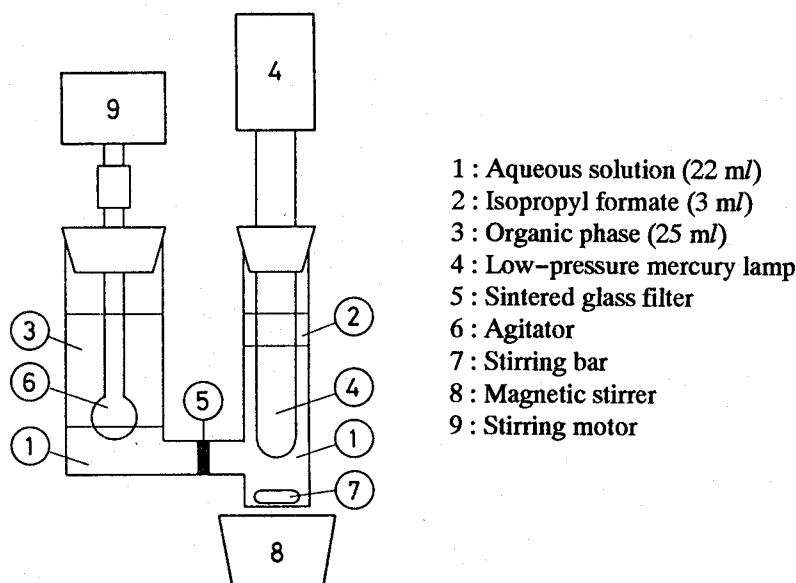 9
4
1 : Aqueous solution (22 ml)
2 : Isopropyl formate (3 ml)
3 : Organic phase (25 ml)
4 : Low-pressure mercury lamp
5 : Sintered glass filter
6 : Agitator
7 : Stirring bar
8 : Magnetic stirrer
9 : Stirring motor
3
2
6
5
4
1
1
7
8